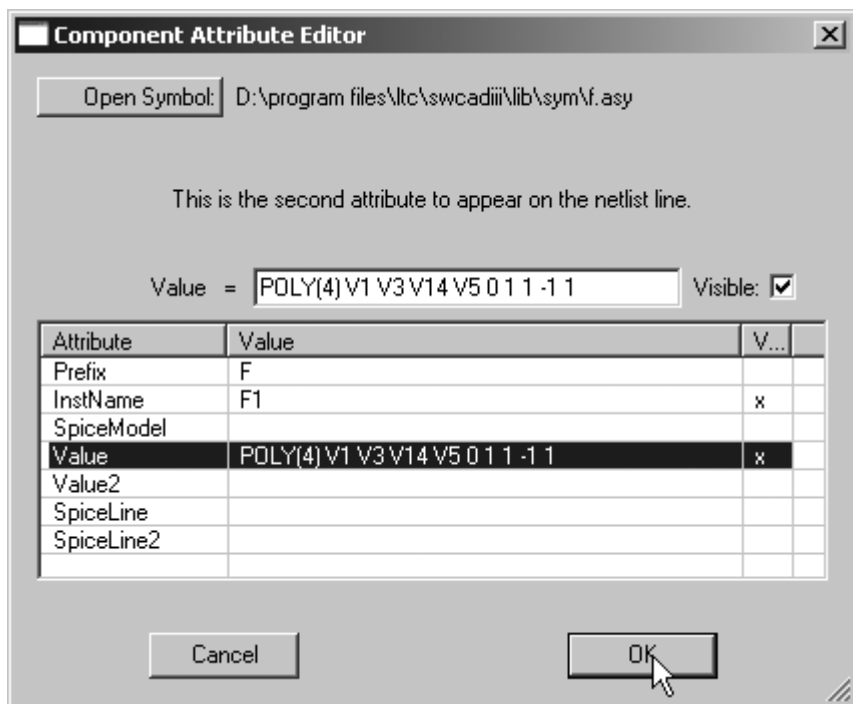 Component Attribute Editor
Open Symbol: D:\program files\ltc\swcadiii\lib\sym\f.asy
This is the second attribute to appear on the netlist line.
Value = POLY(4) V1 V3 V14 V5 0 1 1 -1 1 Visible:
Attribute Value V...
Prefix F
InstName F1 x
SpiceModel
Value POLY(4) V1 V3 V14 V5 0 1 1 -1 1 x
Value2
SpiceLine
SpiceLine2
Cancel OK